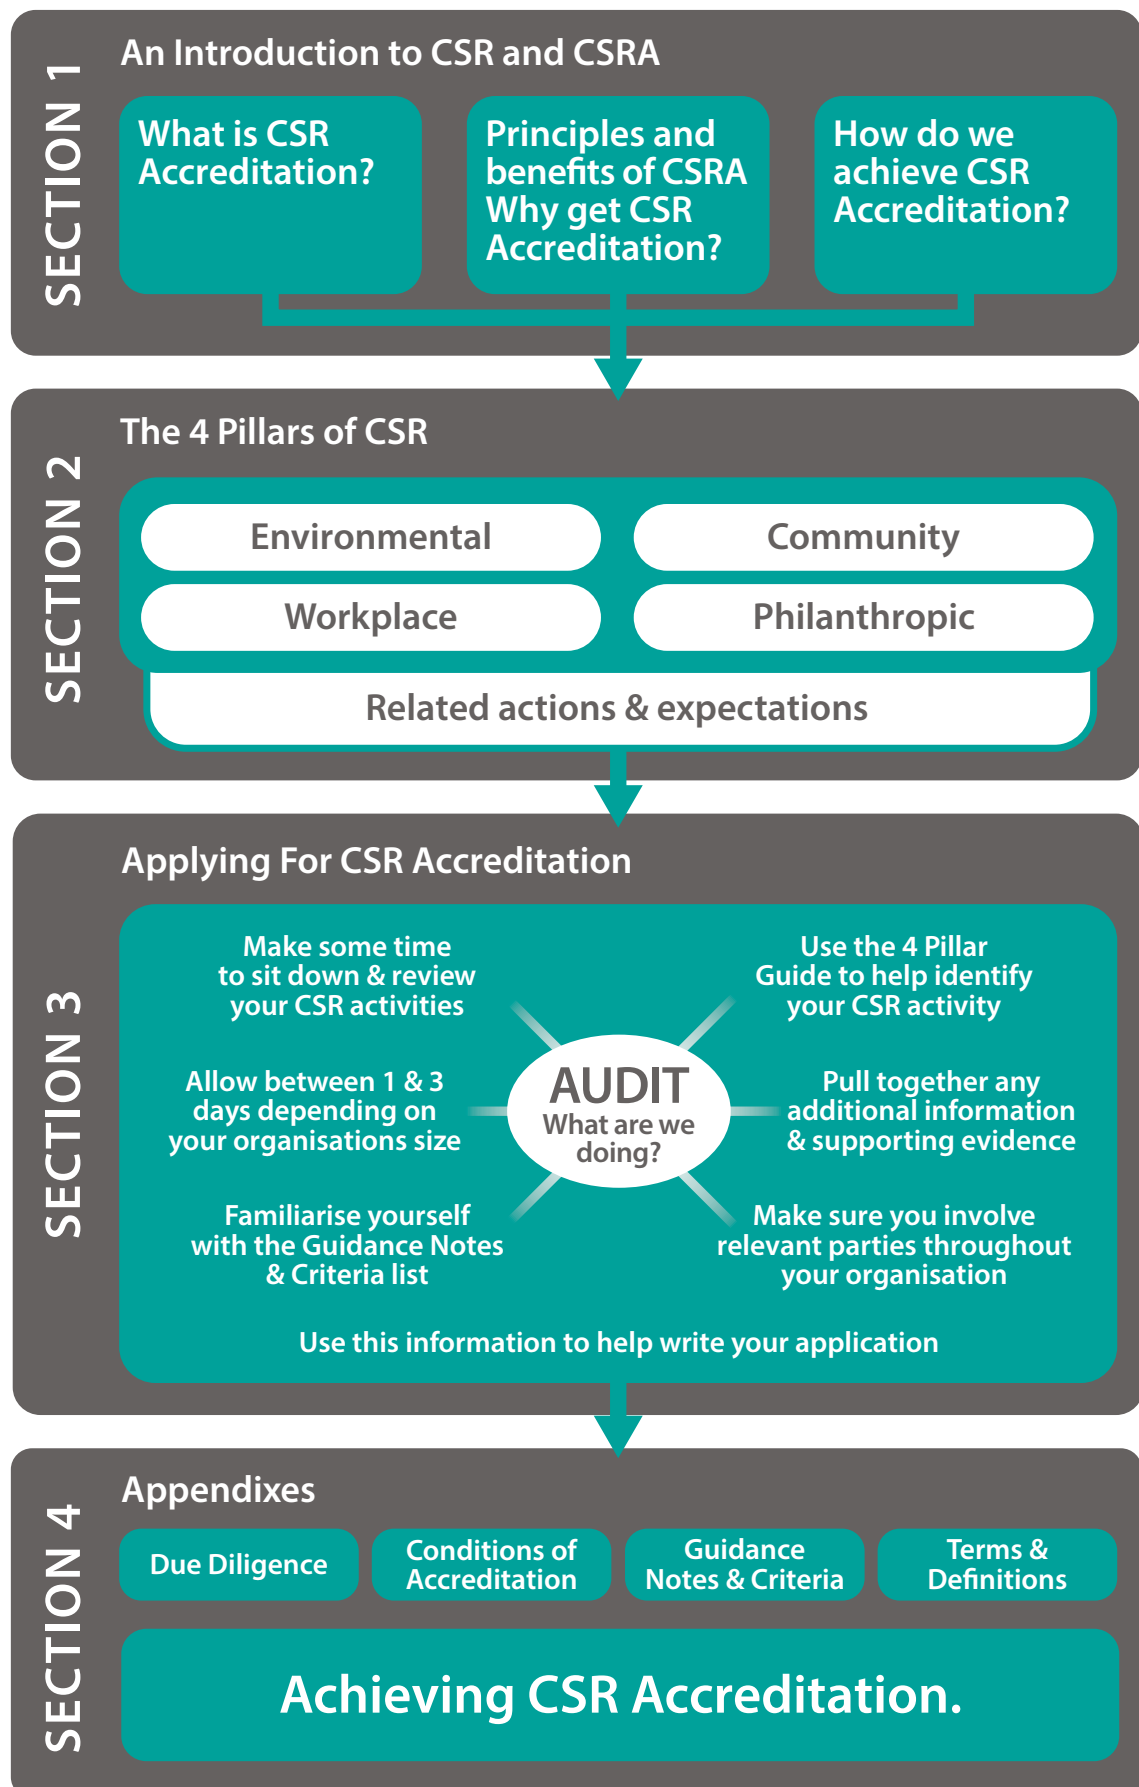 SECTION 1
An Introduction to CSR and CSRA
What is CSR
Accreditation?
Principles and
benefits of CSRA
Why get CSR
Accreditation?
How do we
achieve CSR
Accreditation?
SECTION 2
The 4 Pillars of CSR
Environmental
Community
Workplace
Philanthropic
Related actions & expectations
SECTION 3
Applying For CSR Accreditation
Make some time
to sit down & review
your CSR activities
Use the 4 Pillar
Guide to help identify
your CSR activity
Allow between 1 & 3
days depending on
your organisations size
AUDIT
What are we
doing?
Pull together any
additional information
& supporting evidence
Familiarise yourself
with the Guidance Notes
& Criteria list
Make sure you involve
relevant parties throughout
your organisation
Use this information to help write your application
SECTION 4
Appendixes
Due Diligence
Conditions of
Accreditation
Guidance
Notes & Criteria
Terms &
Definitions
Achieving CSR Accreditation.